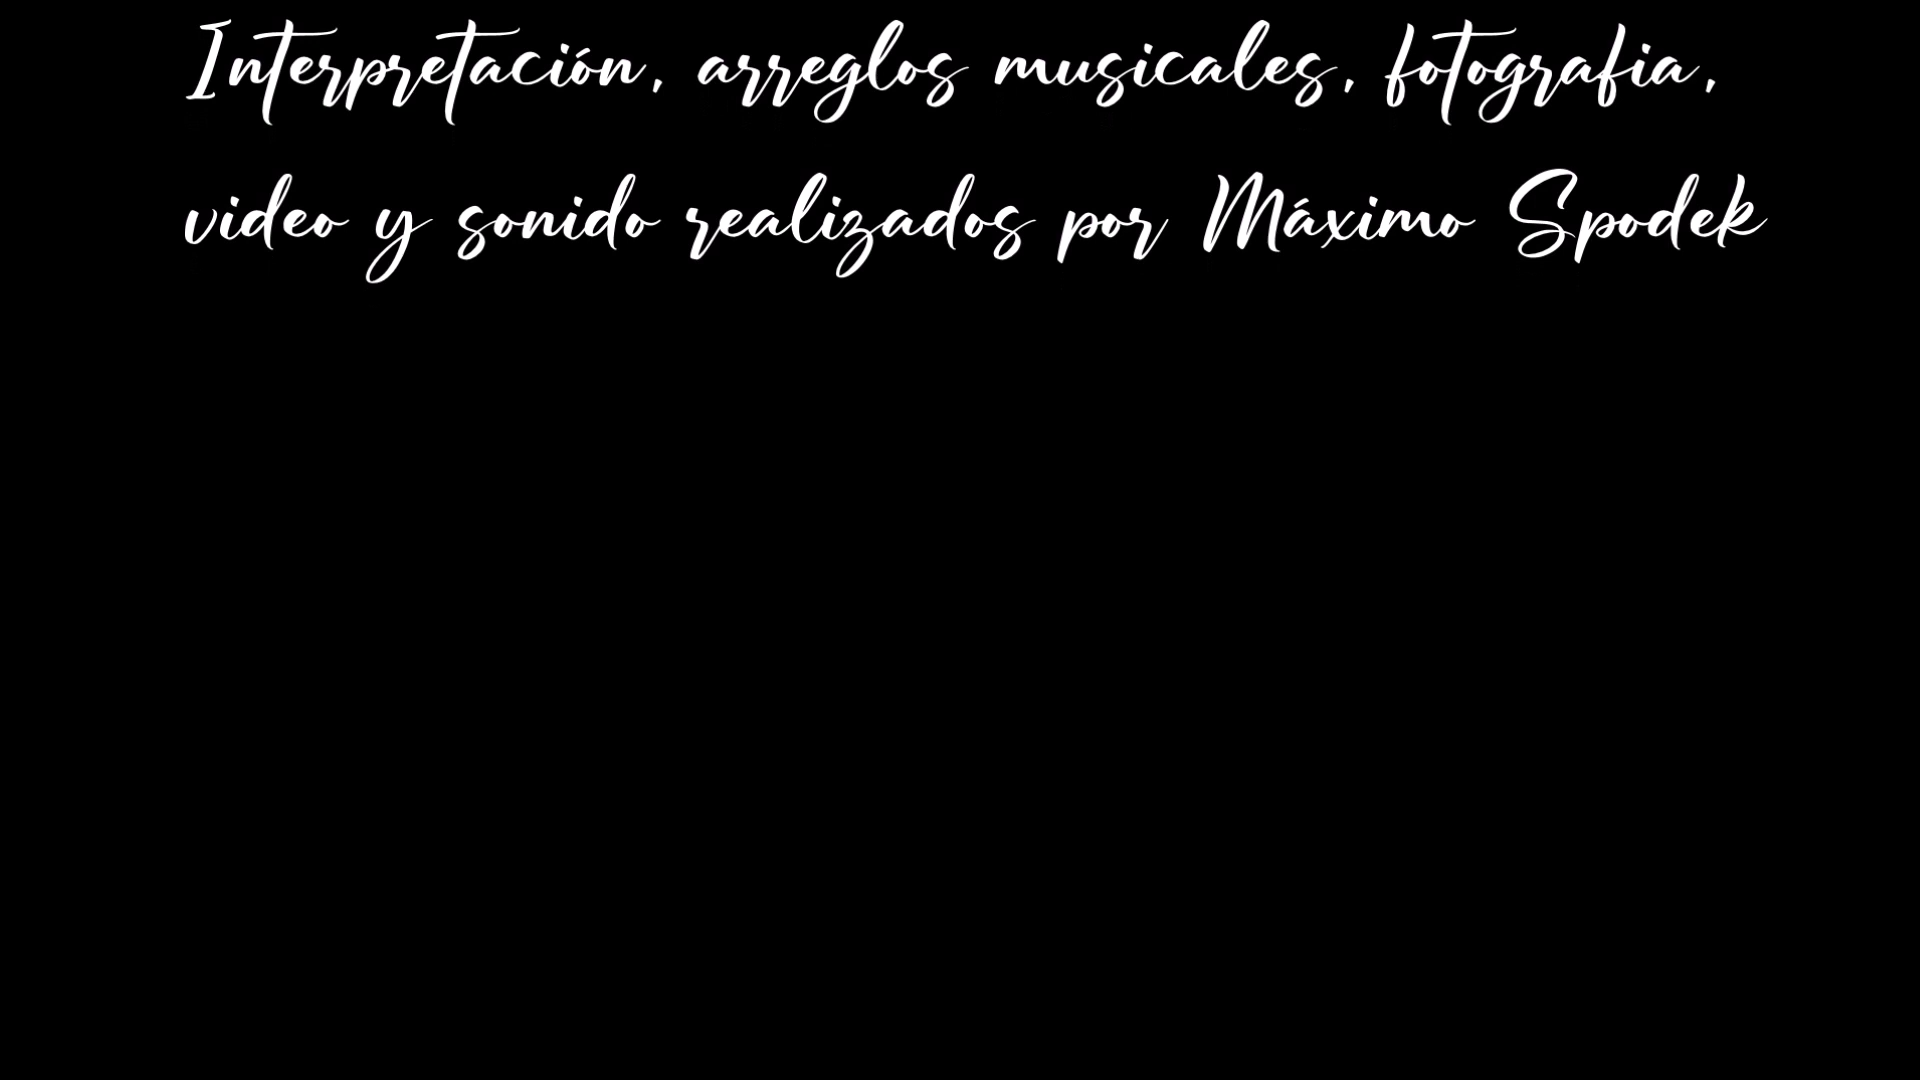 Interpretación, arreglos musicales, fotografia,
video y sonido realizados por Máximo Spodek